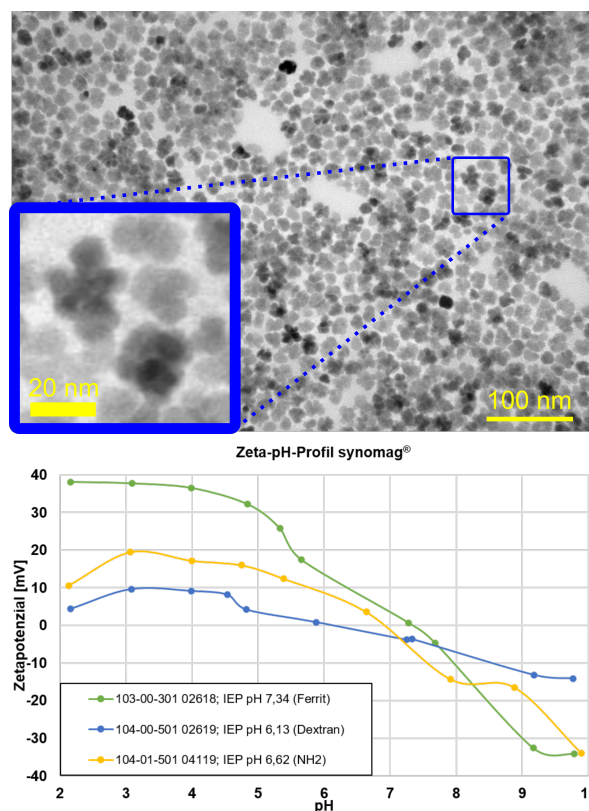 20 nm
100 nm
Zeta-pH-Profil synomag®
Zetapotenzial [mV]
40
30
20
10
0
-10
-20
-30
-40
103-00-301 02618; IEP pH 7,34 (Ferrit)
104-00-501 02619; IEP pH 6,13 (Dextran)
104-01-501 04119; IEP pH 6,62 (NH2)
2 3 4 5 6 7 8 9 1
pH